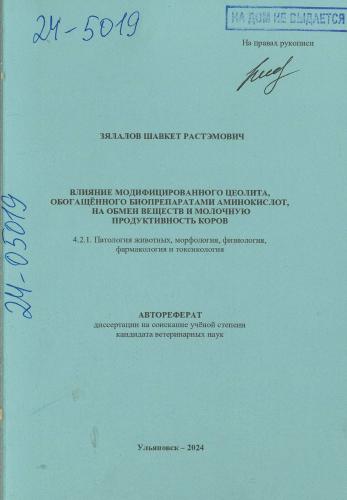 24-5019
НА ДОМ НЕ ВЫДАЕТСЯ
На правах рукописи
ЗЯЛАЛОВ ШАВКЕТ РАСТЭМОВИЧ
ВЛИЯНИЕ МОДИФИЦИРОВАННОГО ЦЕОЛИТА,
ОБОГАЩЁННОГО БИОПРЕПАРАТАМИ АМИНОКИСЛОТ,
НА ОБМЕН ВЕЩЕСТВ И МОЛОЧНУЮ
ПРОДУКТИВНОСТЬ КОРОВ
4.2.1. Патология животных, морфология, физиология,
фармакология и токсикология
24-05019
АВТОРЕФЕРАТ
диссертации на соискание учёной степени
кандидата ветеринарных наук
Ульяновск – 2024